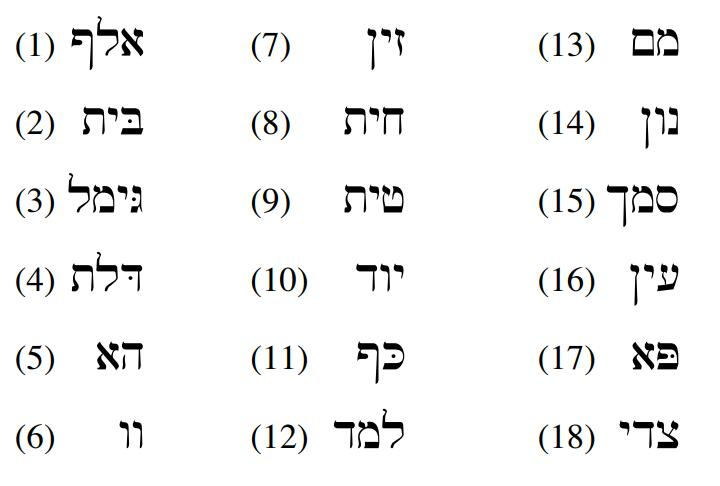 (1) אלף (7) זין (13) מם
(2) בּית (8) חית (14) נון
(3) גּימל (9) טית (15) סמך
(4) דּלת (10) יוד (16) עין
(5) הא (11) כּף (17) פּא
(6) וו (12) למד (18) צדי